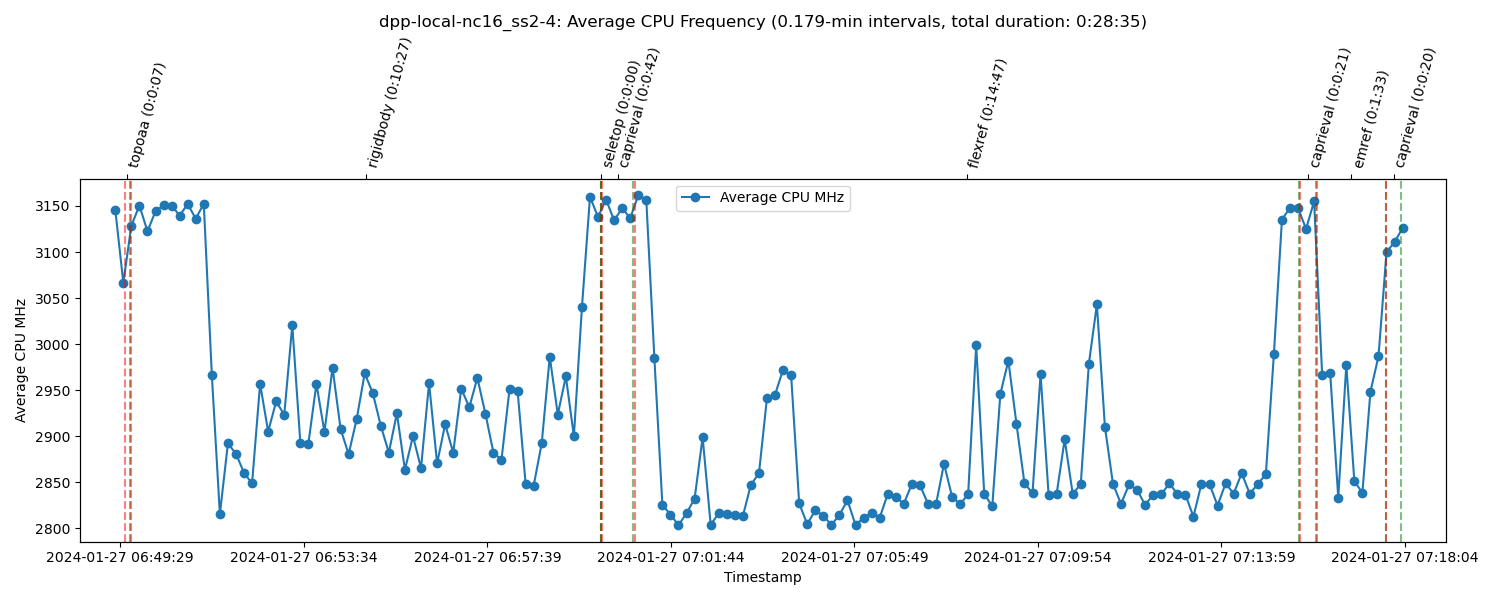 dpp-local-nc16_ss2-4: Average CPU Frequency (0.179-min intervals, total duration: 0:28:35)
topoaa (0:0:07)
rigidbody (0:10:27)
seletop (0:0:00)
caprieval (0:0:42)
flexref (0:14:47)
caprieval (0:0:21)
emref (0:1:33)
caprieval (0:0:20)
Average CPU MHz
3150
3100
3050
3000
2950
2900
2850
2800
Average CPU MHz
2024-01-27 06:49:29
2024-01-27 06:53:34
2024-01-27 06:57:39
2024-01-27 07:01:44
2024-01-27 07:05:49
2024-01-27 07:09:54
2024-01-27 07:13:59
2024-01-27 07:18:04
Timestamp